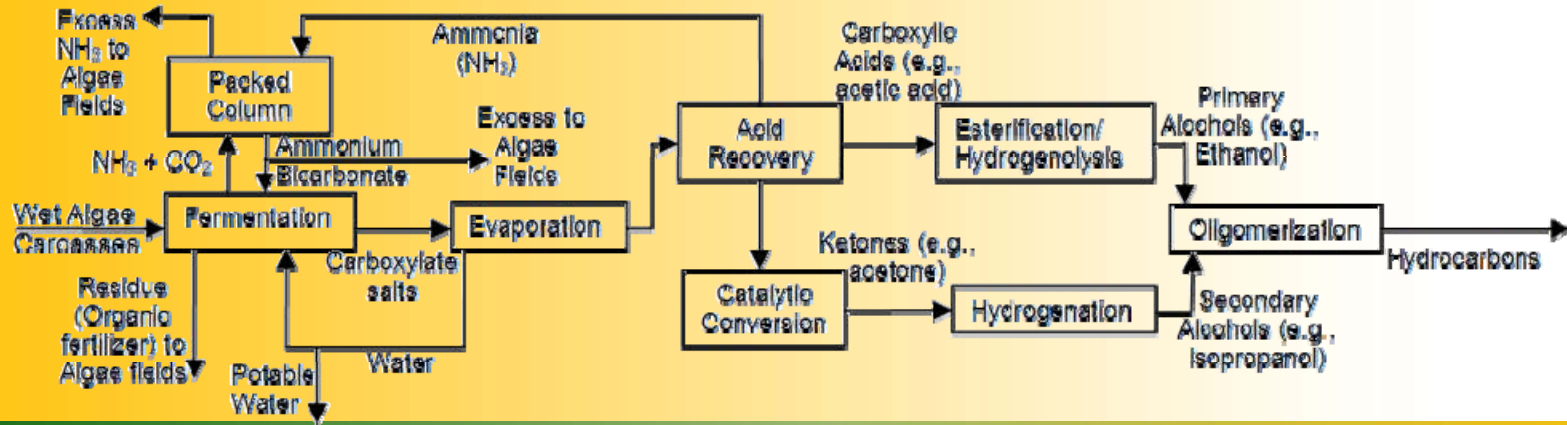 Excess
NH₃ to
Algae
Fields
Packed
Column
Ammonia
(NH₃)
Carboxylic
Acids (e.g.,
acetic acid)
NH₃ + CO₂
Ammonium
Bicarbonate
Excess to
Algae
Fields
Acid
Recovery
Esterification/
Hydrogenolysis
Primary
Alcohols (e.g.,
Ethanol)
Wet Algae
Carcasses
Fermentation
Carboxylate
salts
Evaporation
Oligomerization
Hydrocarbons
Residue
(Organic
fertilizer) to
Algae fields
Water
Potable
Water
Catalytic
Conversion
Ketones (e.g.,
acetone)
Hydrogenation
Secondary
Alcohols (e.g.,
Isopropanol)